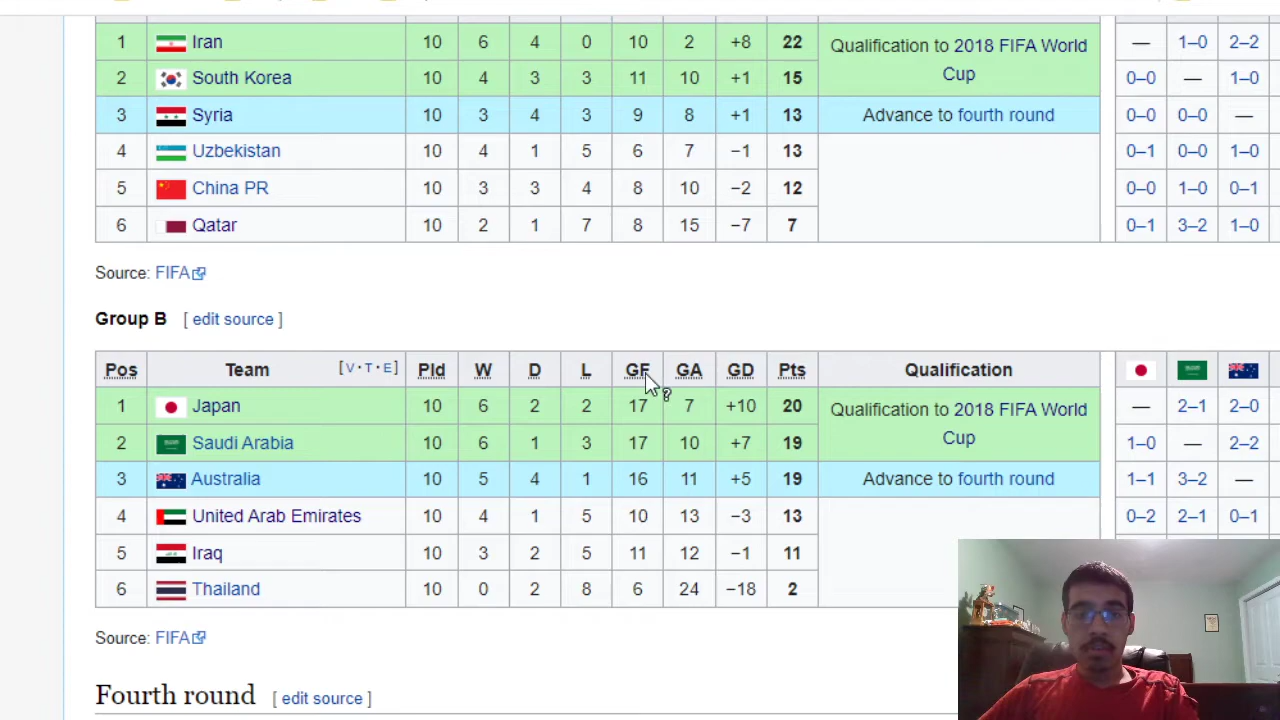 1 Iran 10 6 4 0 10 2 +8 22 Qualification to 2018 FIFA World Cup — 1–0 2–2
2 South Korea 10 4 3 3 11 10 +1 15 0–0 — 1–0
3 Syria 10 3 4 3 9 8 +1 13 Advance to fourth round 0–0 0–0 —
4 Uzbekistan 10 4 1 5 6 7 −1 13 0–1 0–0 1–0
5 China PR 10 3 3 4 8 10 −2 12 0–0 1–0 0–1
6 Qatar 10 2 1 7 8 15 −7 7 0–1 3–2 1–0
Source: FIFA
Group B [ edit source ]
Pos Team [V·T·E] Pld W D L GF GA GD Pts Qualification
1 Japan 10 6 2 2 17 7 +10 20 Qualification to 2018 FIFA World Cup — 2–1 2–0
2 Saudi Arabia 10 6 1 3 17 10 +7 19 1–0 — 2–2
3 Australia 10 5 4 1 16 11 +5 19 Advance to fourth round 1–1 3–2 —
4 United Arab Emirates 10 4 1 5 10 13 −3 13 0–2 2–1 0–1
5 Iraq 10 3 2 5 11 12 −1 11
6 Thailand 10 0 2 8 6 24 −18 2
Source: FIFA
Fourth round [ edit source ]